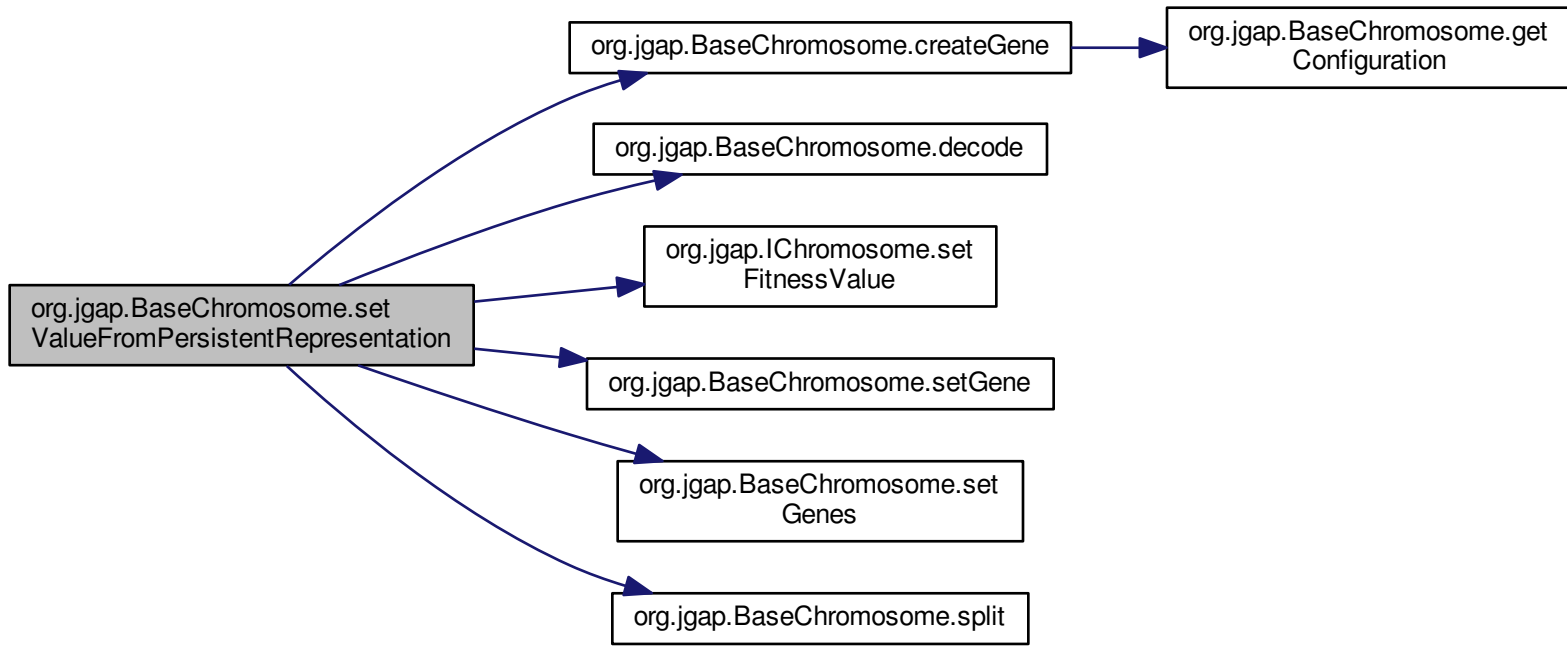 org.jgap.BaseChromosome.set
ValueFromPersistentRepresentation
org.jgap.BaseChromosome.createGene
org.jgap.BaseChromosome.get
Configuration
org.jgap.BaseChromosome.decode
org.jgap.IChromosome.set
FitnessValue
org.jgap.BaseChromosome.setGene
org.jgap.BaseChromosome.set
Genes
org.jgap.BaseChromosome.split